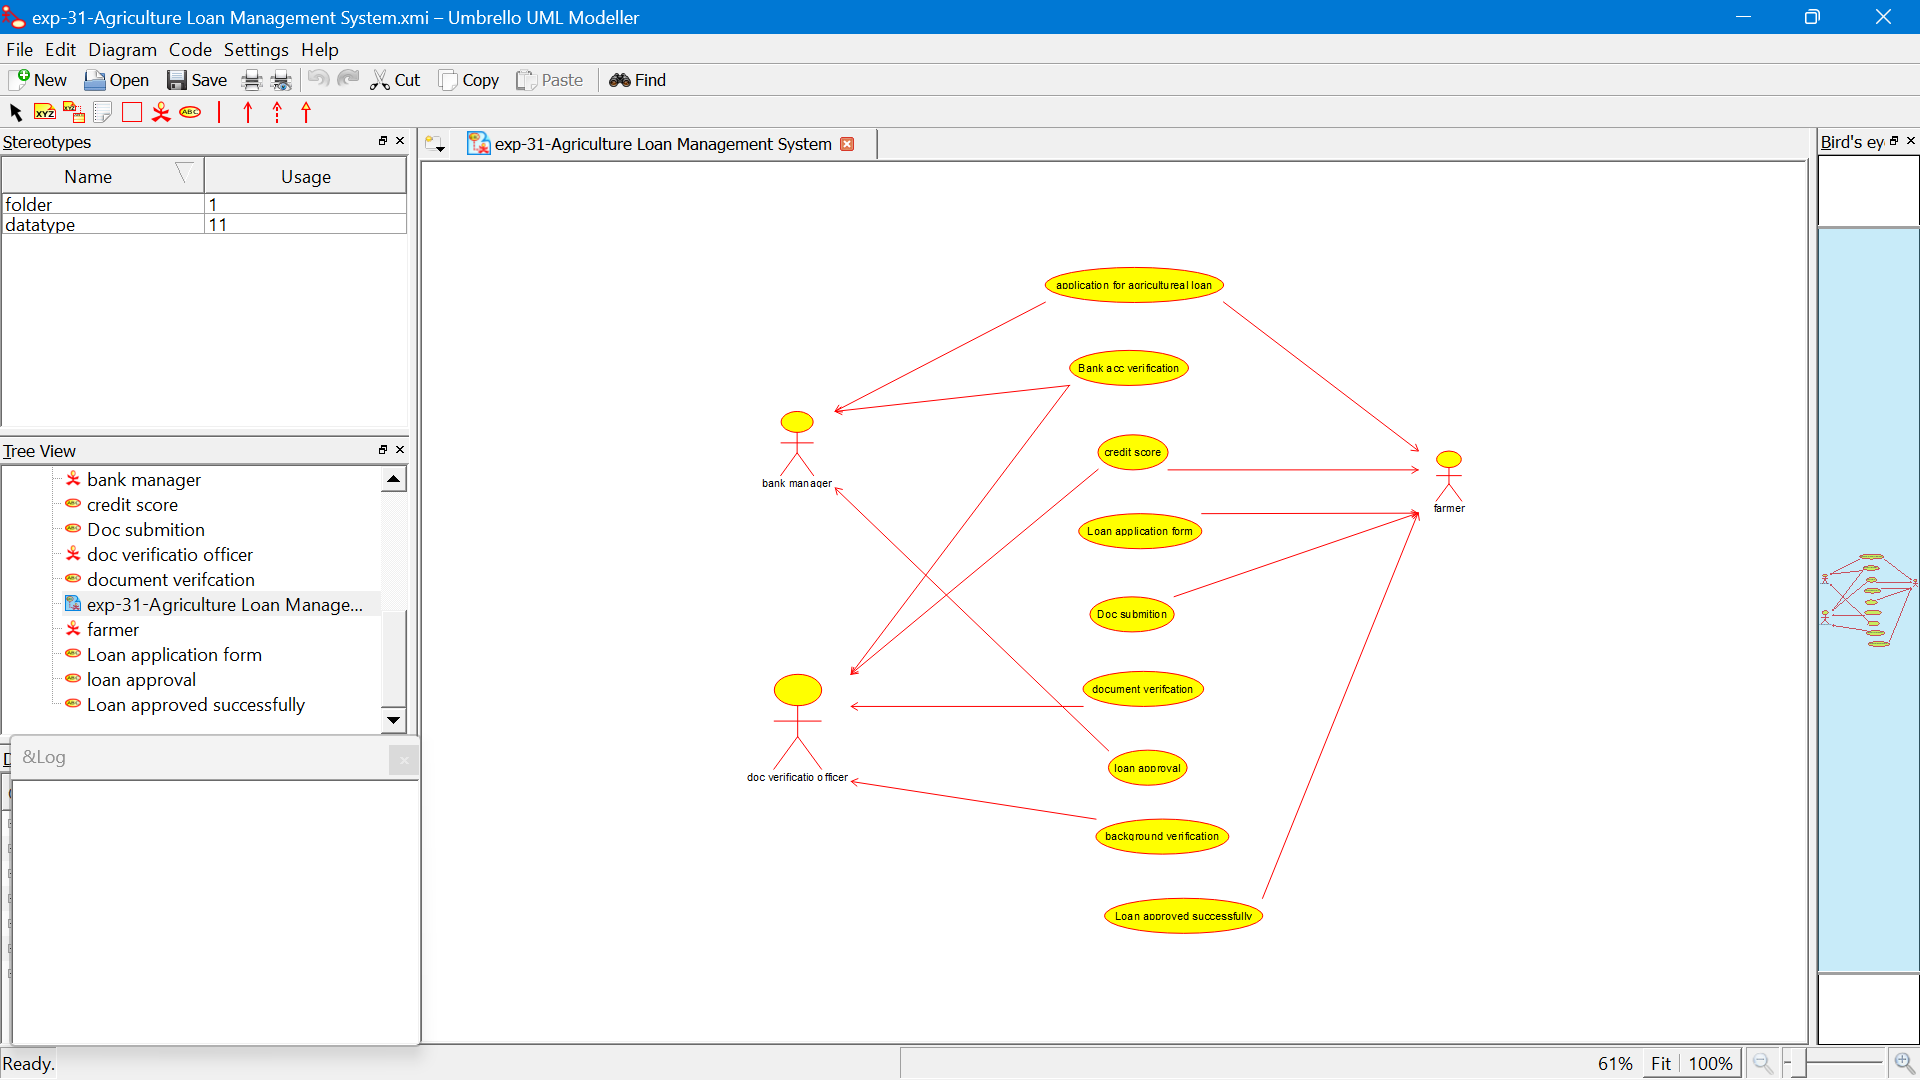 exp-31-Agriculture Loan Management System.xmi – Umbrello UML Modeller
File Edit Diagram Code Settings Help
New Open Save Cut Copy Paste Find
XYZ XYZ ABC
Stereotypes
Name Usage
folder 1
datatype 11
Tree View
bank manager
credit score
Doc submition
doc verificatio officer
document verifcation
exp-31-Agriculture Loan Manage...
farmer
Loan application form
loan approval
Loan approved successfully
&Log
exp-31-Agriculture Loan Management System
application for agricultureal loan
Bank acc verification
credit score
bank manager
farmer
Loan application form
Doc submition
document verifcation
doc verificatio officer
loan approval
background verification
Loan approved successfully
Bird's ey
Ready.
61% Fit 100%